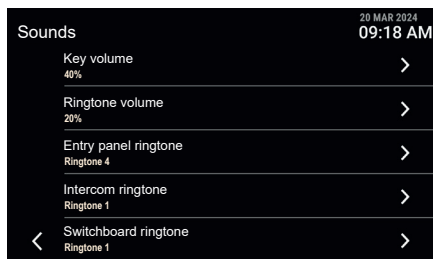 20 MAR 2024
Sounds
09:18 AM
Key volume
40%
Ringtone volume
20%
Entry panel ringtone
Ringtone 4
Intercom ringtone
Ringtone 1
Switchboard ringtone
Ringtone 1